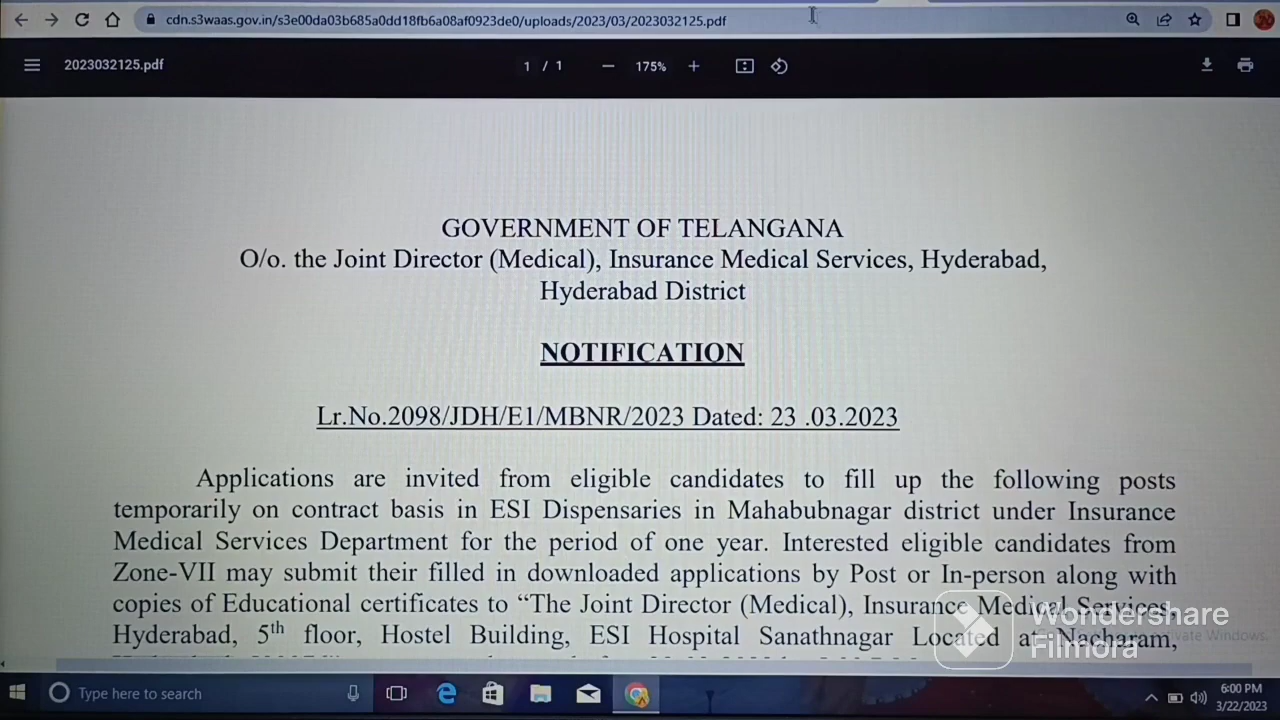 cdn.s3waas.gov.in/s3e00da03b685a0dd18fb6a08af0923de0/uploads/2023/03/2023032125.pdf
2023032125.pdf
1 / 1
175%
GOVERNMENT OF TELANGANA
O/o. the Joint Director (Medical), Insurance Medical Services, Hyderabad,
Hyderabad District
NOTIFICATION
Lr.No.2098/JDH/E1/MBNR/2023 Dated: 23 .03.2023
Applications are invited from eligible candidates to fill up the following posts
temporarily on contract basis in ESI Dispensaries in Mahabubnagar district under Insurance
Medical Services Department for the period of one year. Interested eligible candidates from
Zone-VII may submit their filled in downloaded applications by Post or In-person along with
copies of Educational certificates to “The Joint Director (Medical), Insurance Medical Services,
Hyderabad, 5th floor, Hostel Building, ESI Hospital Sanathnagar Located at Nacharam,
Wondershare
Filmora
Windows.
Type here to search
6:00 PM
3/22/2023